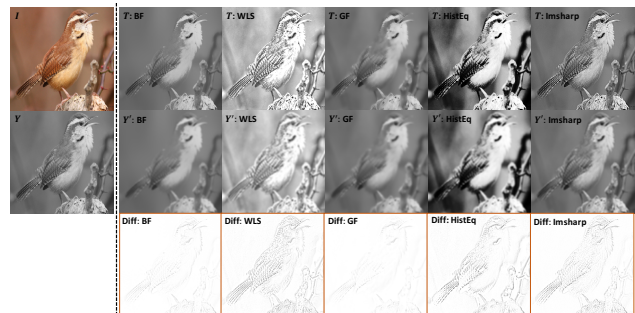 I T: BF T: WLS T: GF T: HistEq T: Imsharp
Y Y': BF Y': WLS Y': GF Y': HistEq Y': Imsharp
Diff: BF Diff: WLS Diff: GF Diff: HistEq Diff: Imsharp